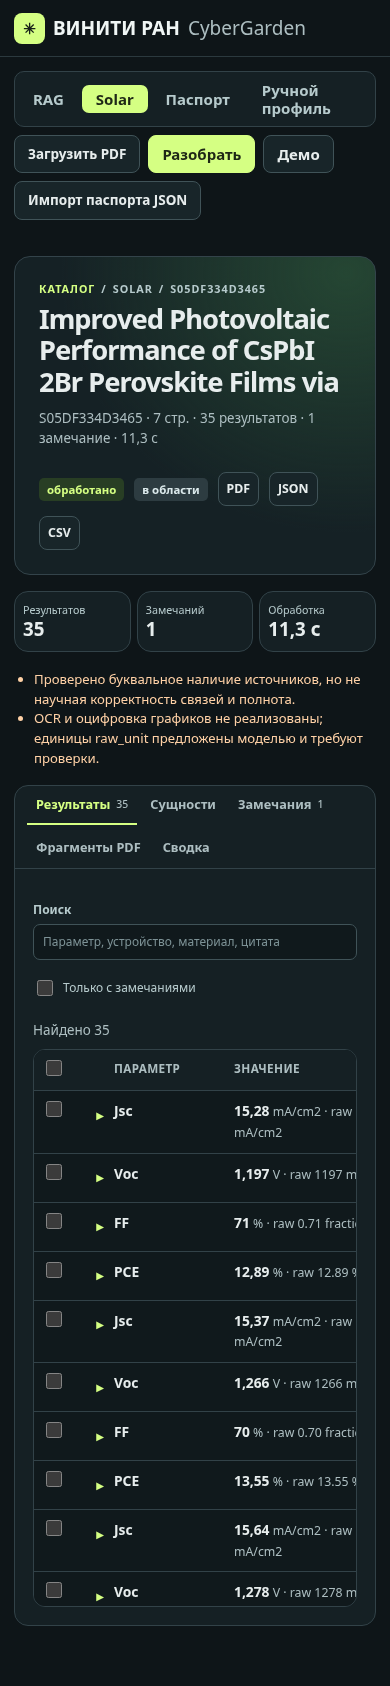 ВИНИТИ РАН CyberGarden
RAG Solar Паспорт Ручной профиль
Загрузить PDF Разобрать Демо
Импорт паспорта JSON
КАТАЛОГ / SOLAR / S05DF334D3465
Improved Photovoltaic
Performance of CsPbI
2Br Perovskite Films via
S05DF334D3465 · 7 стр. · 35 результатов · 1
замечание · 11,3 с
обработано в области PDF JSON
CSV
Результатов Замечаний Обработка
35 1 11,3 с
• Проверено буквальное наличие источников, но не
научная корректность связей и полнота.
• OCR и оцифровка графиков не реализованы;
единицы raw_unit предложены моделью и требуют
проверки.
Результаты 35 Сущности Замечания 1
Фрагменты PDF Сводка
Поиск
Параметр, устройство, материал, цитата
Только с замечаниями
Найдено 35
ПАРАМЕТР ЗНАЧЕНИЕ
▸ Jsc 15,28 mA/cm2 · raw
mA/cm2
▸ Voc 1,197 V · raw 1197 m
▸ FF 71 % · raw 0.71 fractio
▸ PCE 12,89 % · raw 12.89 %
▸ Jsc 15,37 mA/cm2 · raw
mA/cm2
▸ Voc 1,266 V · raw 1266 m
▸ FF 70 % · raw 0.70 fractio
▸ PCE 13,55 % · raw 13.55 %
▸ Jsc 15,64 mA/cm2 · raw
mA/cm2
▸ Voc 1,278 V · raw 1278 m